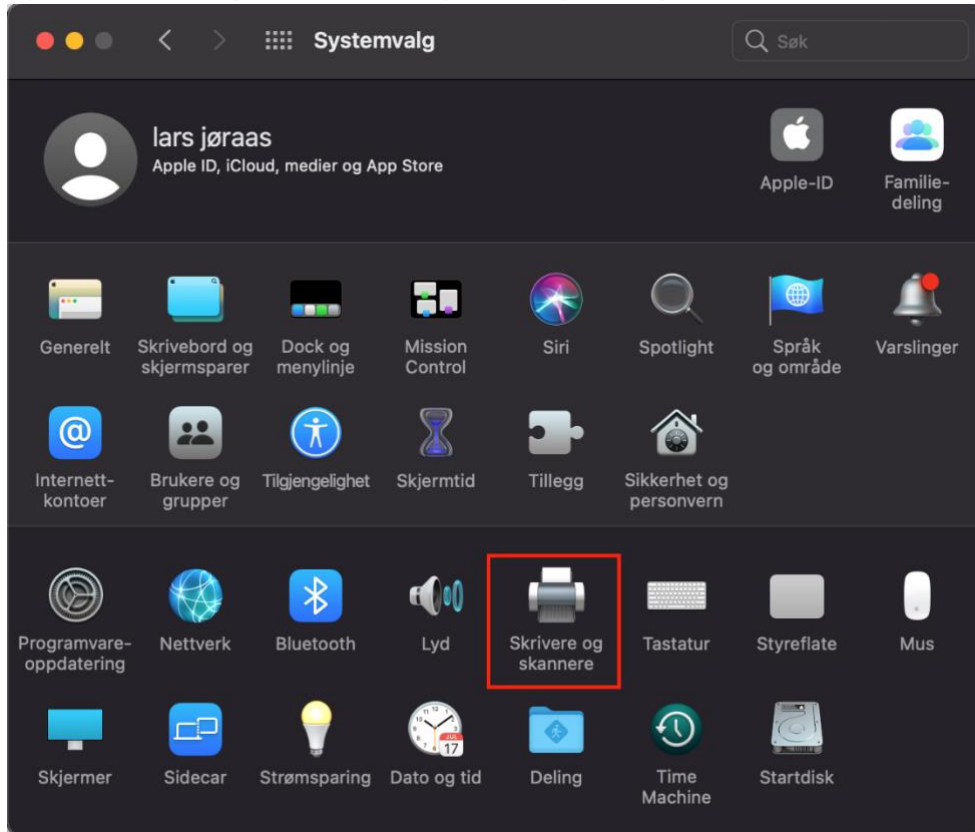 Systemvalg
Søk
lars jøraas
Apple ID, iCloud, medier og App Store
Apple-ID
Familie-
deling
Generelt
Skrivebord og
skjermsparer
Dock og
menylinje
Mission
Control
Siri
Spotlight
Språk
og område
Varslinger
@
Internett-
kontoer
Brukere og
grupper
Tilgjengelighet
Skjermtid
Tillegg
Sikkerhet og
personvern
Programvare-
oppdatering
Nettverk
Bluetooth
Lyd
Skrivere og
skannere
Tastatur
Styreflate
Mus
Skjermer
Sidecar
Strømsparing
JUL
17
Dato og tid
Deling
Time
Machine
Startdisk